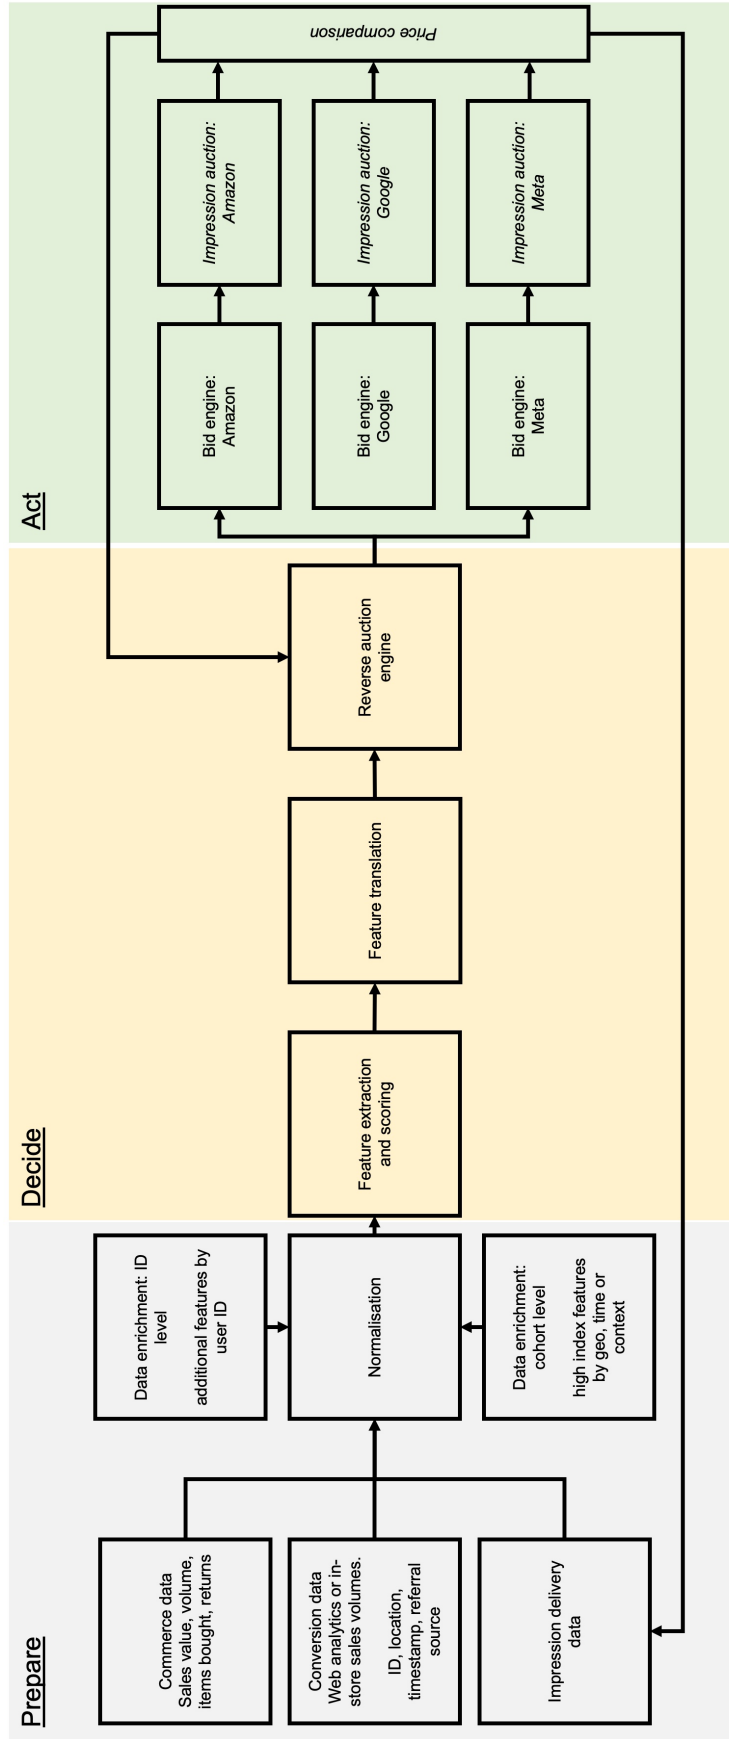 Prepare
Commerce data
Sales value, volume,
items bought, returns
Conversion data
Web analytics or in-
store sales volumes.
ID, location,
timestamp, referral
source
Impression delivery
data
Data enrichment: ID
level
additional features by
user ID
Normalisation
Data enrichment:
cohort level
high index features
by geo, time or
context
Decide
Feature extraction
and scoring
Feature translation
Reverse auction
engine
Act
Bid engine:
Amazon
Bid engine:
Google
Bid engine:
Meta
Impression auction:
Amazon
Impression auction:
Google
Impression auction:
Meta
Price comparison